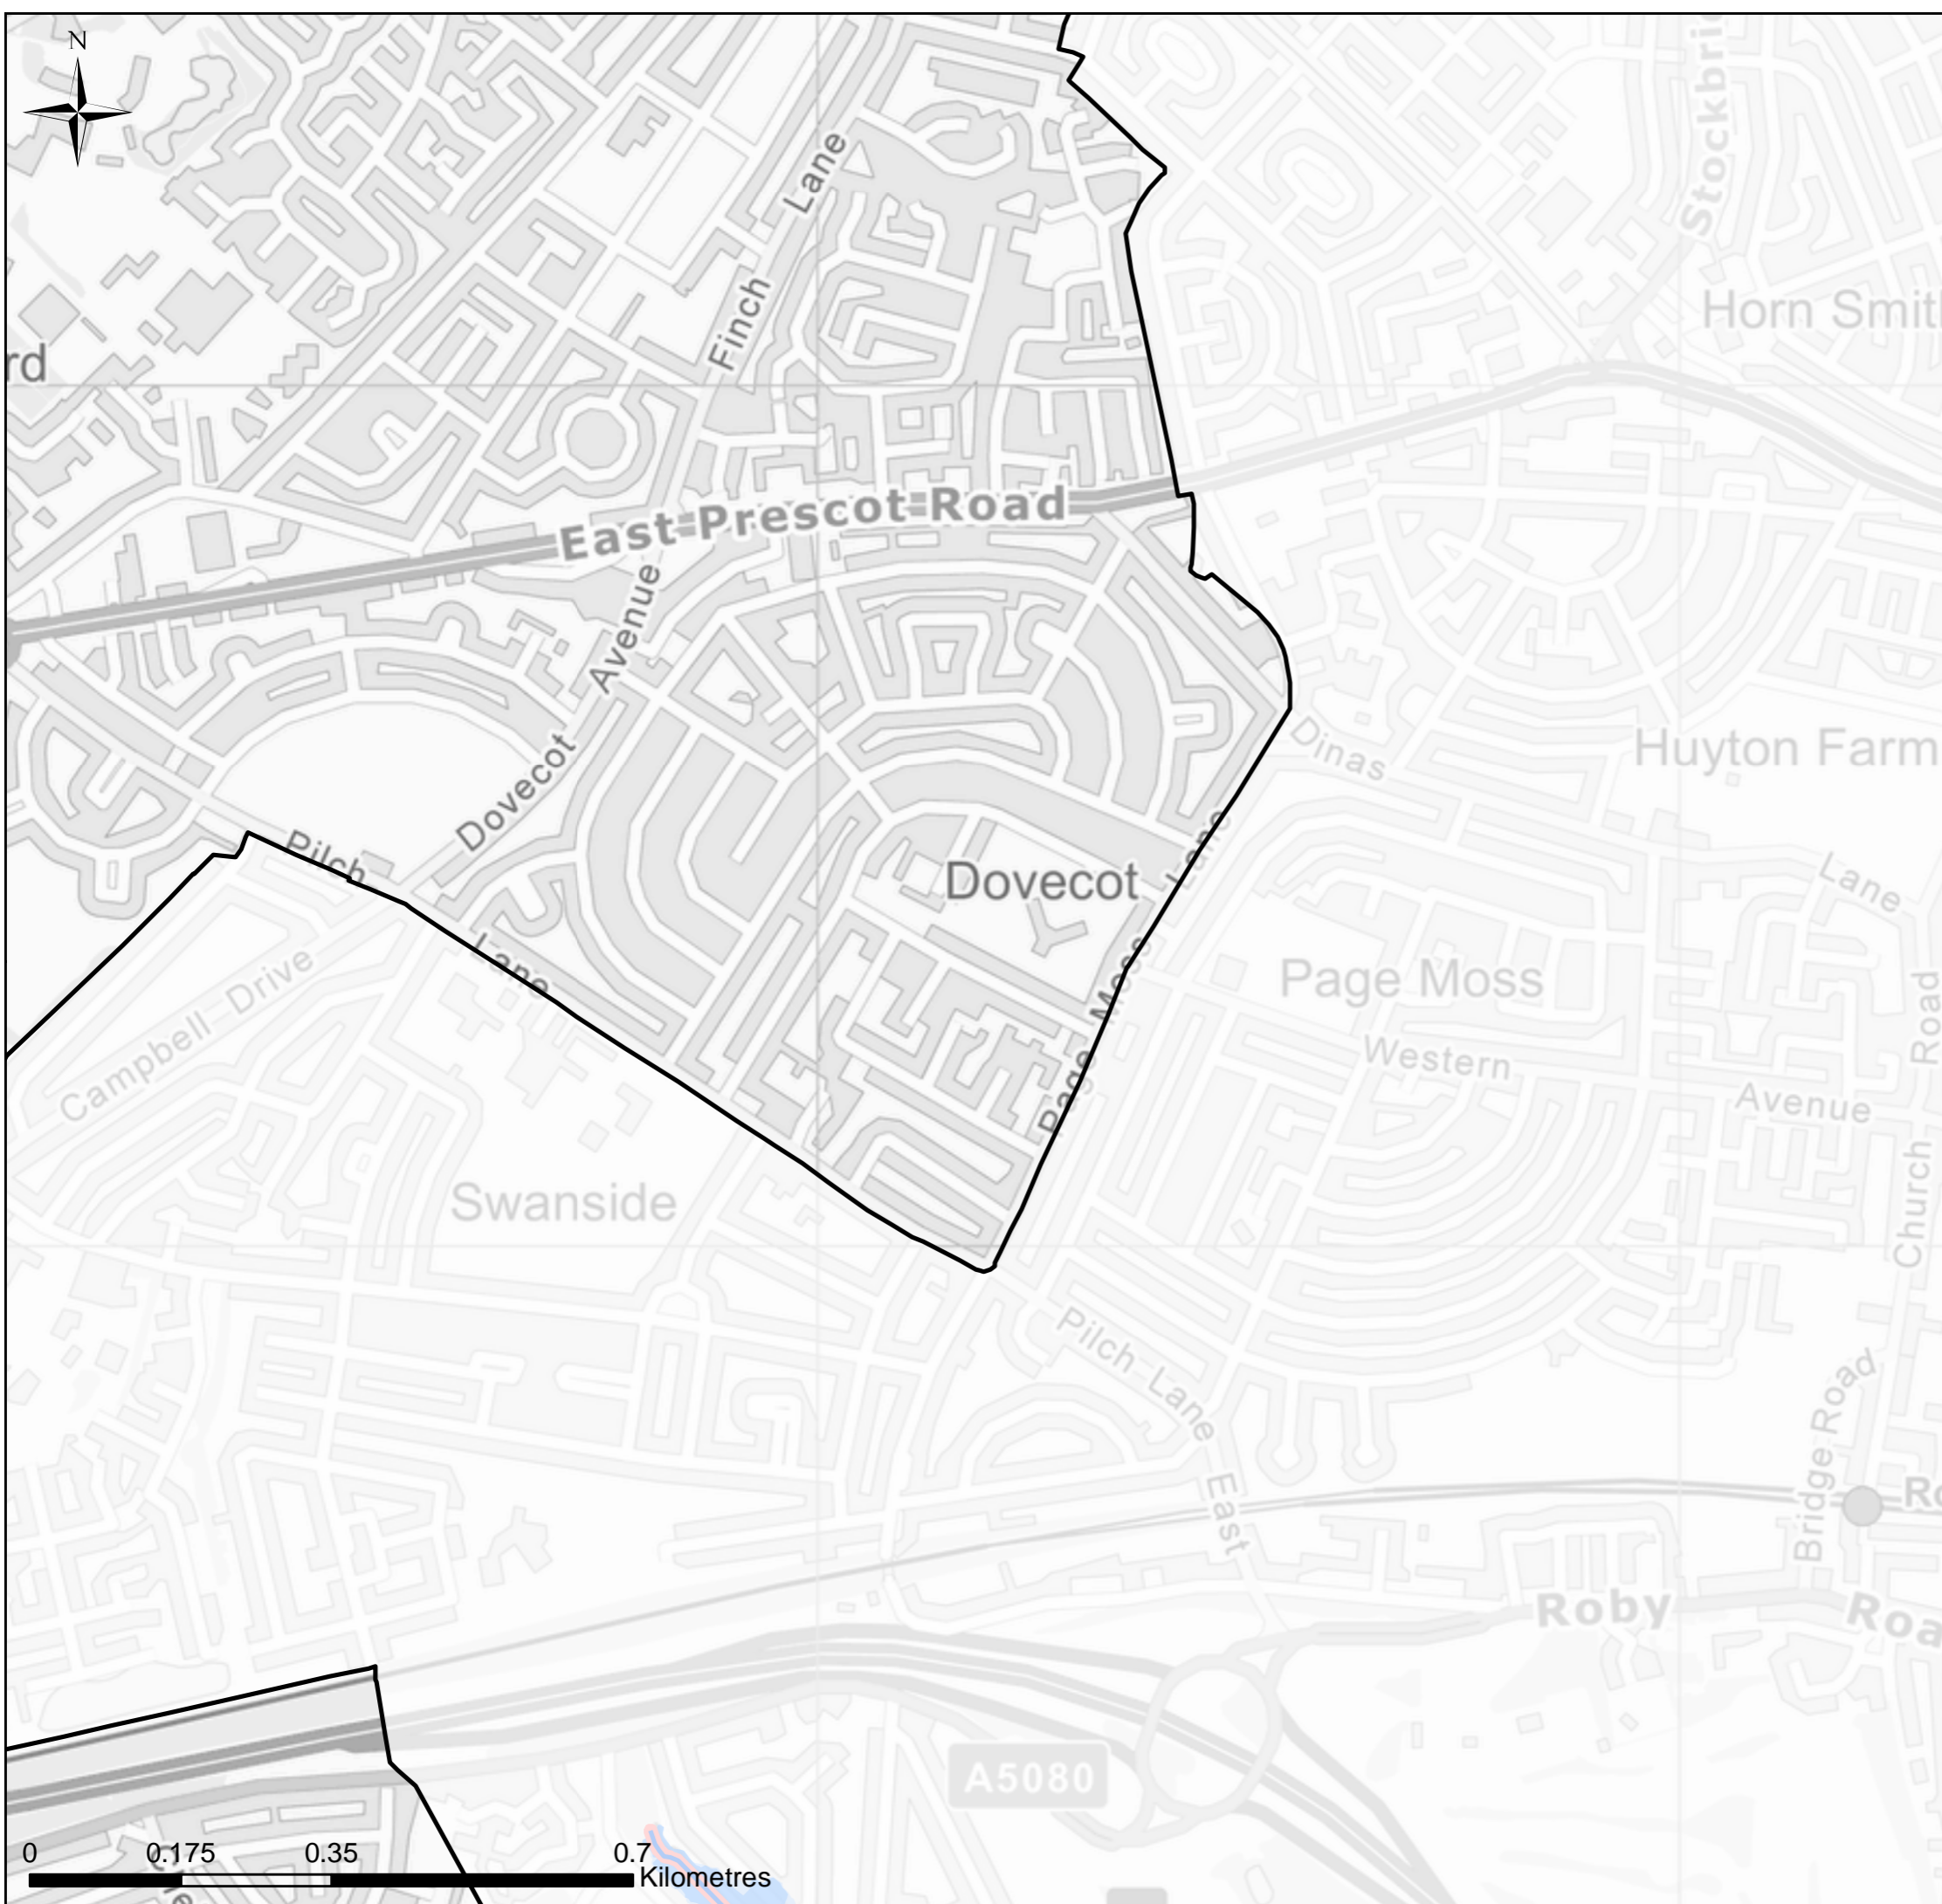 N
Stockbri
Lane
Finch
Horn Smit
rd
East Prescot Road
Avenue
Dovecot
Dinas
Huyton Farm
Pilch
Lane
Dovecot
Lane
Lane
Page Moss
Page Moss
Campbell Drive
Western
Avenue
Road
Church
Swanside
Pilch Lane
East
Bridge Road
Ro
Roby
Roa
A5080
0
0.175
0.35
0.7
Kilometres